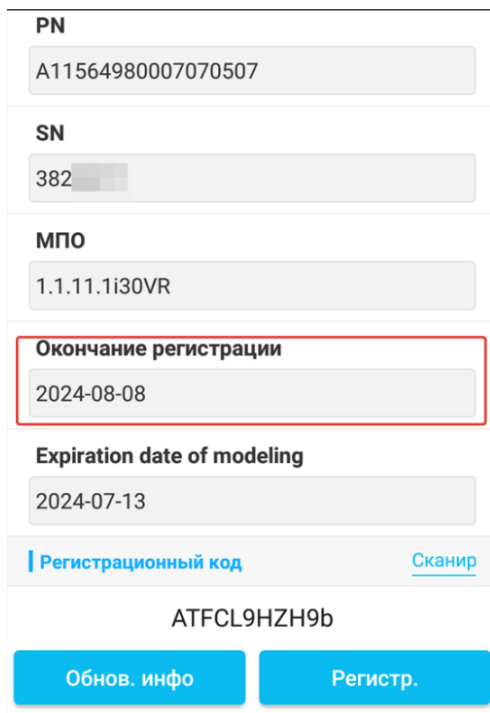 PN
A11564980007070507
SN
382
МПО
1.1.11.1i30VR
Окончание регистрации
2024-08-08
Expiration date of modeling
2024-07-13
Регистрационный код
Сканир
ATFCL9HZH9b
Обнов. инфо
Регистр.